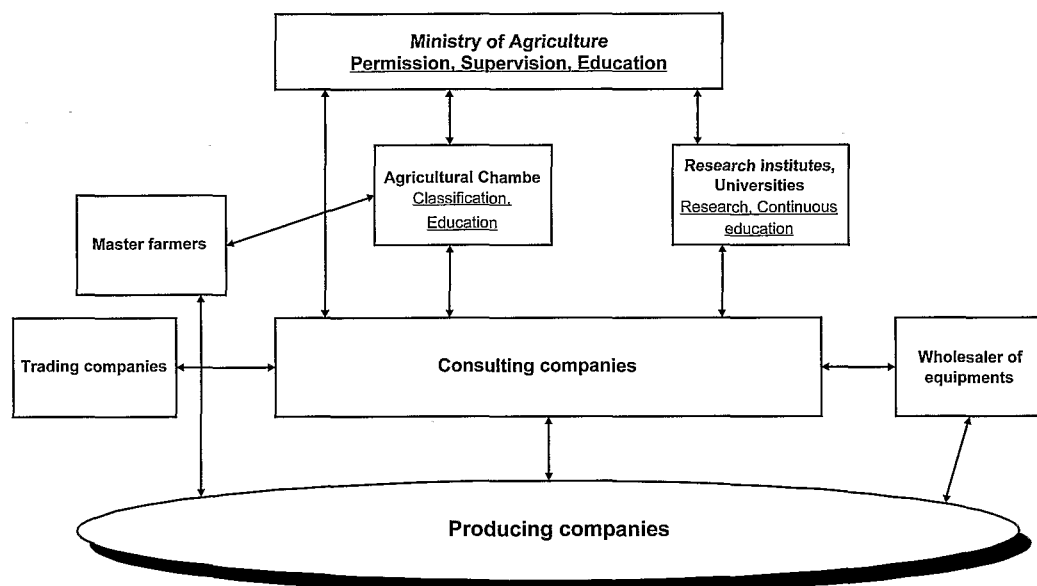 Ministry of Agriculture
Permission, Supervision, Education
Agricultural Chambe
Classification,
Education
Research institutes,
Universities
Research, Continuous
education
Master farmers
Trading companies
Consulting companies
Wholesaler of
equipments
Producing companies